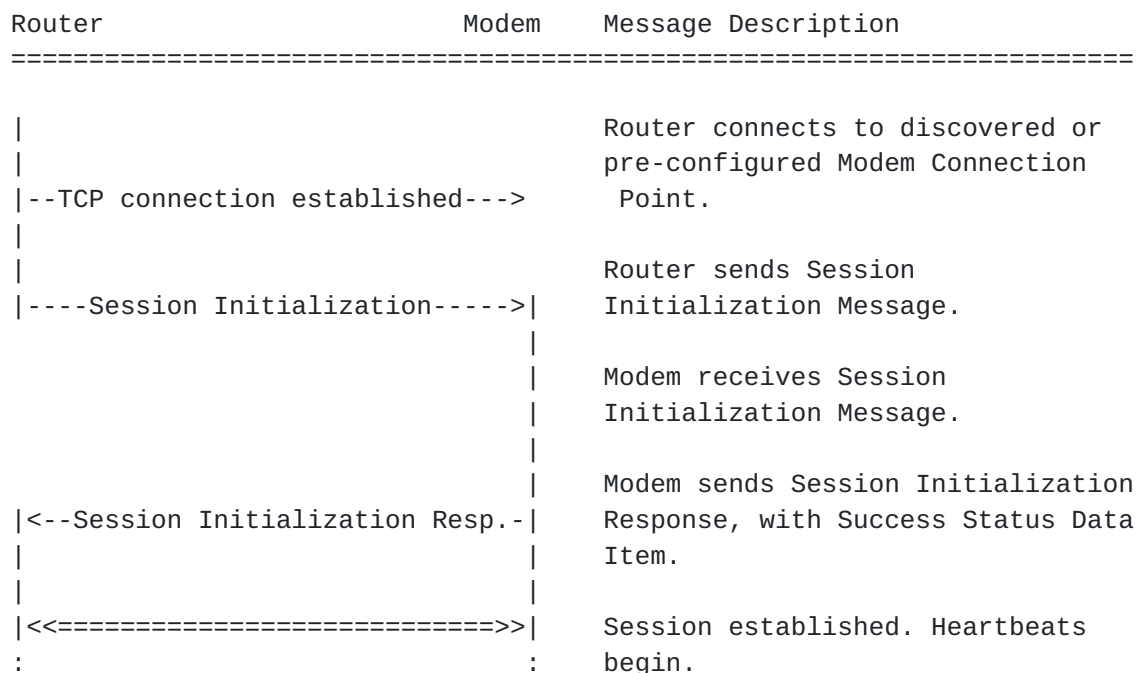 Router                       Modem    Message Description
========================================================================

|                                     Router connects to discovered or
|                                     pre-configured Modem Connection
|--TCP connection established--->      Point.
|
|                                     Router sends Session
|----Session Initialization----->|    Initialization Message.
                                 |
                                 |    Modem receives Session
                                 |    Initialization Message.
                                 |
                                 |    Modem sends Session Initialization
|<--Session Initialization Resp.-|    Response, with Success Status Data
|                                |    Item.
|                                |
|<<============================>>|    Session established. Heartbeats
:                                :    begin.